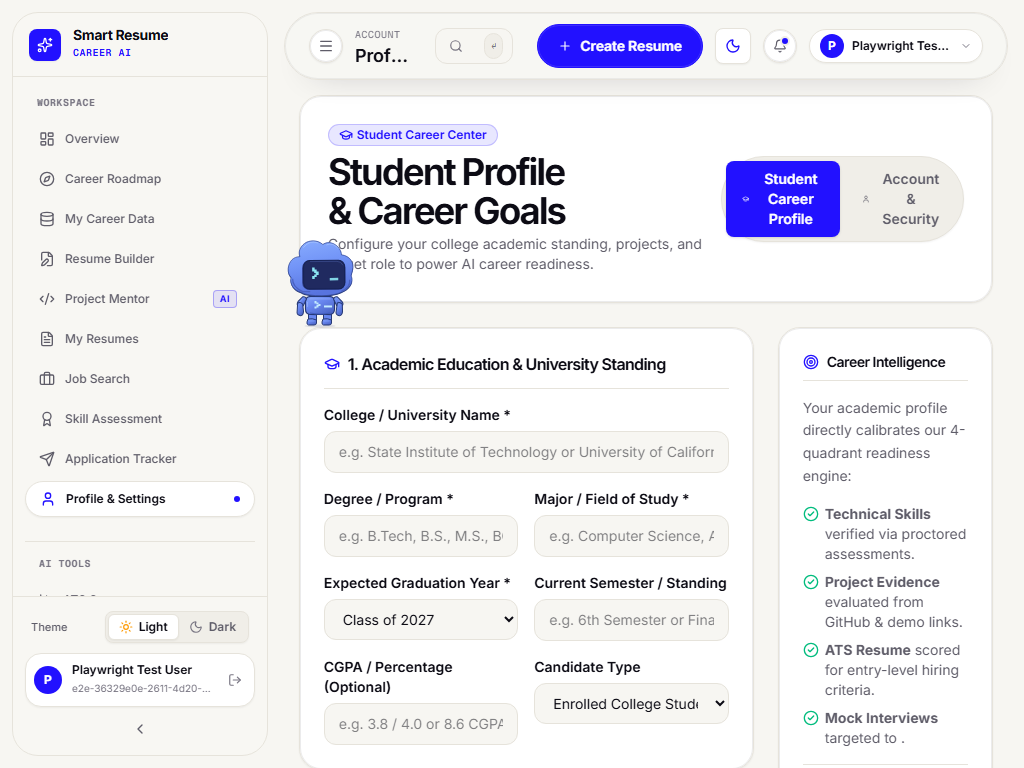 Smart Resume
CAREER AI
WORKSPACE
Overview
Career Roadmap
My Career Data
Resume Builder
Project Mentor
AI
My Resumes
Job Search
Skill Assessment
Application Tracker
Profile & Settings
AI TOOLS
Theme
Light
Dark
P
Playwright Test User
e2e-36329e0e-2611-4d20-...
ACCOUNT
Prof...
Create Resume
P
Playwright Tes...
Student Career Center
Student Profile
& Career Goals
Configure your college academic standing, projects, and
et role to power AI career readiness.
Student
Career
Profile
Account
&
Security
1. Academic Education & University Standing
College / University Name *
e.g. State Institute of Technology or University of Californ
Degree / Program *
e.g. B.Tech, B.S., M.S., B
Major / Field of Study *
e.g. Computer Science, A
Expected Graduation Year *
Class of 2027
Current Semester / Standing
e.g. 6th Semester or Fina
CGPA / Percentage
(Optional)
e.g. 3.8 / 4.0 or 8.6 CGPA
Candidate Type
Enrolled College Stude
Career Intelligence
Your academic profile
directly calibrates our 4-
quadrant readiness
engine:
Technical Skills
verified via proctored
assessments.
Project Evidence
evaluated from
GitHub & demo links.
ATS Resume scored
for entry-level hiring
criteria.
Mock Interviews
targeted to .